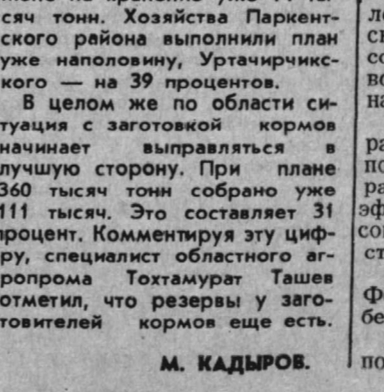 сяч тонн. Хозяйства Паркент-
ского района выполнили план
уже наполовину, Уртачирчик-
ского — на 39 процентов.
В целом же по области си-
туация с заготовкой кормов
начинает выправляться в
лучшую сторону. При плане
360 тысяч тонн собрано уже
111 тысяч. Это составляет 31
процент. Комментируя эту циф-
ру, специалист областного аг-
ропрома Тохтамурат Ташев
отметил, что резервы у заго-
товителей кормов еще есть.
М. КАДЫРОВ.